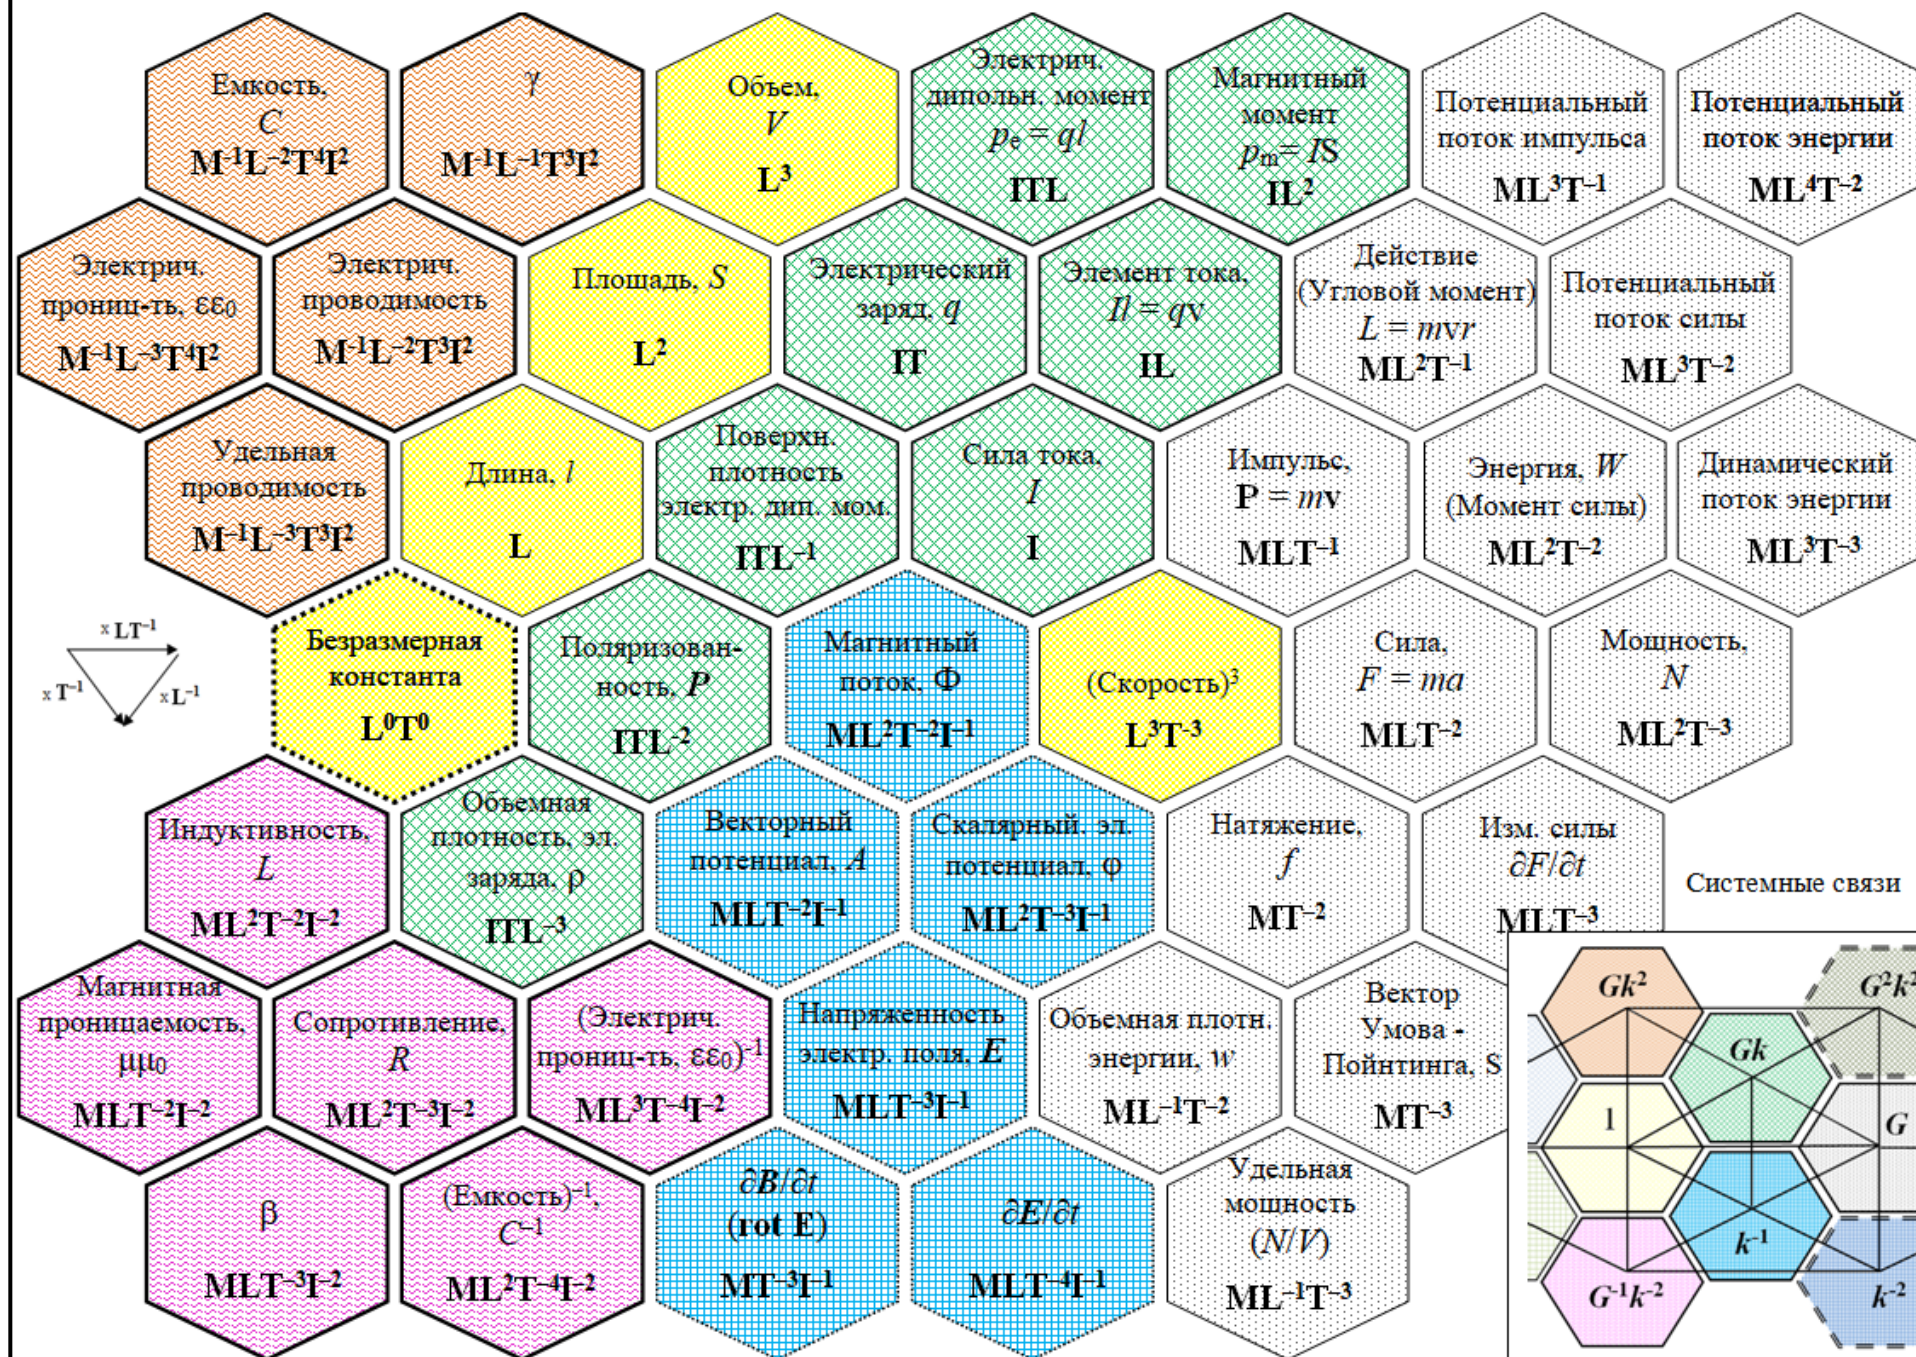 Емкость,
C
M⁻¹L⁻²T⁴I²
γ
M⁻¹L⁻¹T³I²
Объем,
V
L³
Электрич.
дипольн. момент
pₑ = ql
ITL
Магнитный
момент
pₘ= IS
IL²
Потенциальный
поток импульса
ML³T⁻¹
Потенциальный
поток энергии
ML⁴T⁻²
Электрич.
прониц-ть, εε₀
M⁻¹L⁻³T⁴I²
Электрич.
проводимость
M⁻¹L⁻²T³I²
Площадь, S
L²
Электрический
заряд, q
IT
Элемент тока,
Il = qv
IL
Действие
(Угловой момент)
L = mvr
ML²T⁻¹
Потенциальный
поток силы
ML³T⁻²
Удельная
проводимость
M⁻¹L⁻³T³I²
Длина, l
L
Поверхн.
плотность
электр. дип. мом.
ITL⁻¹
Сила тока,
I
I
Импульс,
P = mv
MLT⁻¹
Энергия, W
(Момент силы)
ML²T⁻²
Динамический
поток энергии
ML³T⁻³
x LT⁻¹
x T⁻¹
x L⁻¹
Безразмерная
константа
L⁰T⁰
Поляризован-
ность, P
ITL⁻²
Магнитный
поток, Ф
ML²T⁻²I⁻¹
(Скорость)³
L³T⁻³
Сила,
F = ma
MLT⁻²
Мощность,
N
ML²T⁻³
Индуктивность,
L
ML²T⁻²I⁻²
Объемная
плотность, эл.
заряда, ρ
ITL⁻³
Векторный
потенциал, A
MLT⁻²I⁻¹
Скалярный. эл.
потенциал, φ
ML²T⁻³I⁻¹
Натяжение,
f
MT⁻²
Изм. силы
∂F/∂t
MLT⁻³
Системные связи
Магнитная
проницаемость,
μμ₀
MLT⁻²I⁻²
Сопротивление,
R
ML²T⁻³I⁻²
(Электрич.
прониц-ть, εε₀)⁻¹
ML³T⁻⁴I⁻²
Напряженность
электр. поля, E
MLT⁻³I⁻¹
Объемная плотн.
энергии, w
ML⁻¹T⁻²
Вектор
Умова -
Пойнтинга, S
MT⁻³
β
MLT⁻³I⁻²
(Емкость)⁻¹,
C⁻¹
ML²T⁻⁴I⁻²
∂B/∂t
(rot E)
MT⁻³I⁻¹
∂E/∂t
MLT⁻⁴I⁻¹
Удельная
мощность
(N/V)
ML⁻¹T⁻³
Gk²
G²k²
Gk
1
G
k⁻¹
G⁻¹k⁻²
k⁻²